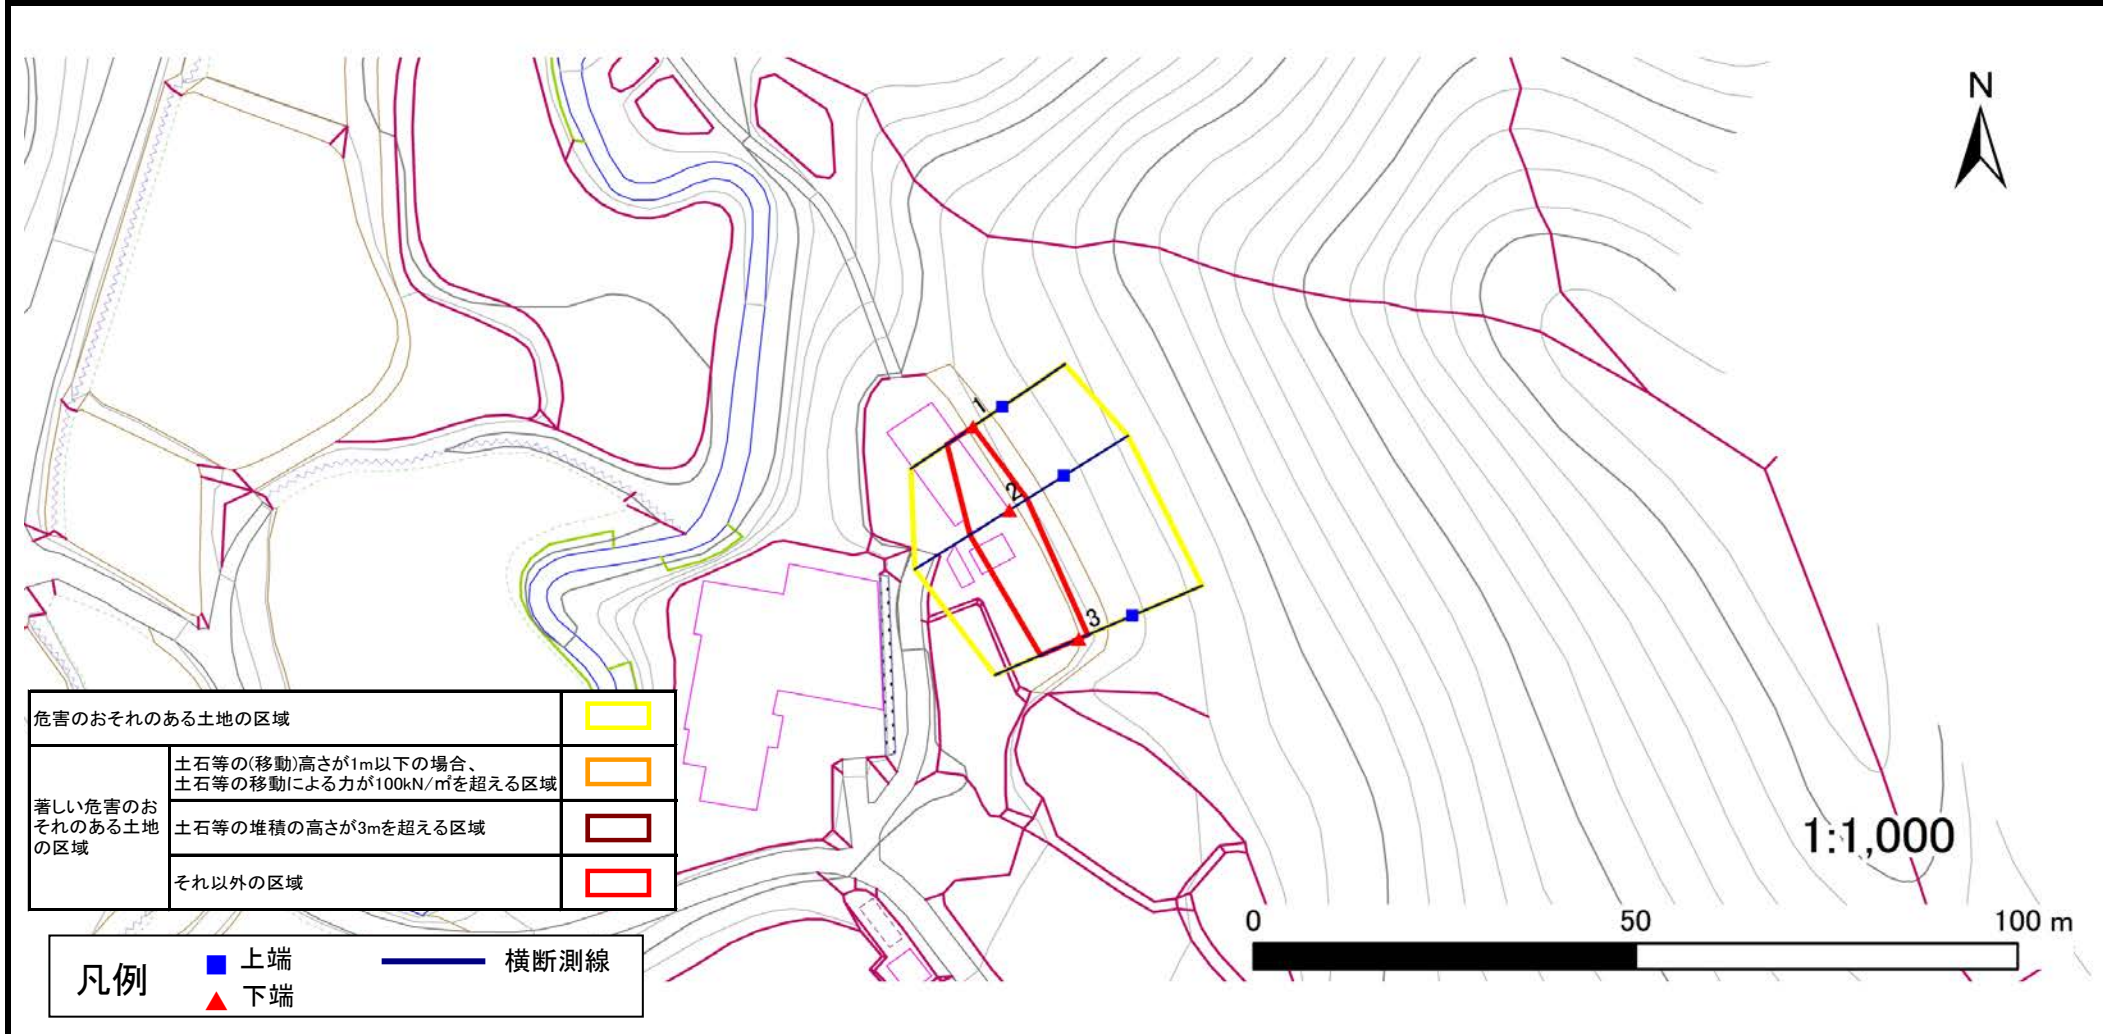 N
1
2
3
危害のおそれのある土地の区域
著しい危害のお
それのある土地
の区域
土石等の(移動)高さが1m以下の場合、
土石等の移動による力が100kN/㎡を超える区域
土石等の堆積の高さが3mを超える区域
それ以外の区域
凡例
上端
下端
横断測線
1:1,000
0 50 100 m